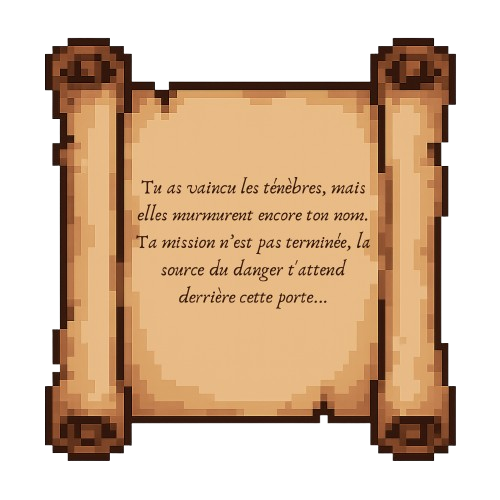 Tu as vaincu les ténèbres, mais
elles murmurent encore ton nom.
Ta mission n'est pas terminée, la
source du danger t'attend
derrière cette porte...